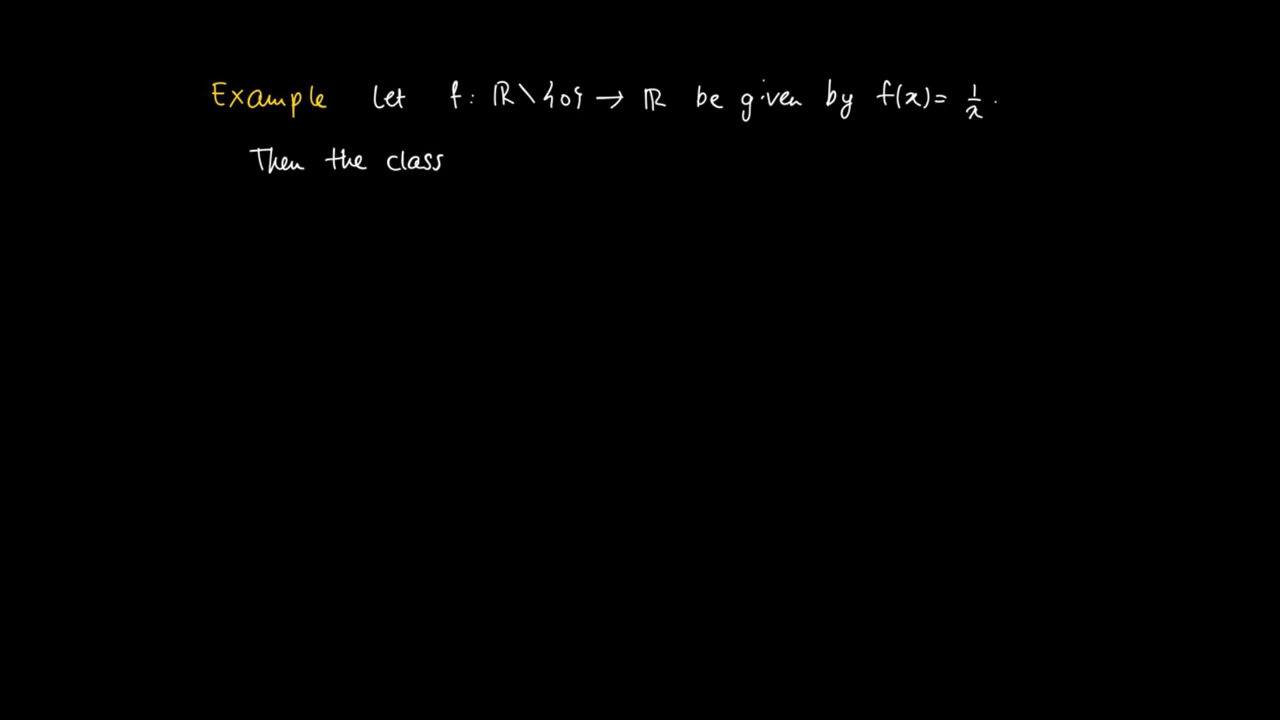 Example Let f: ℝ\{0} → ℝ be given by f(x)= 1/x.
Then the class